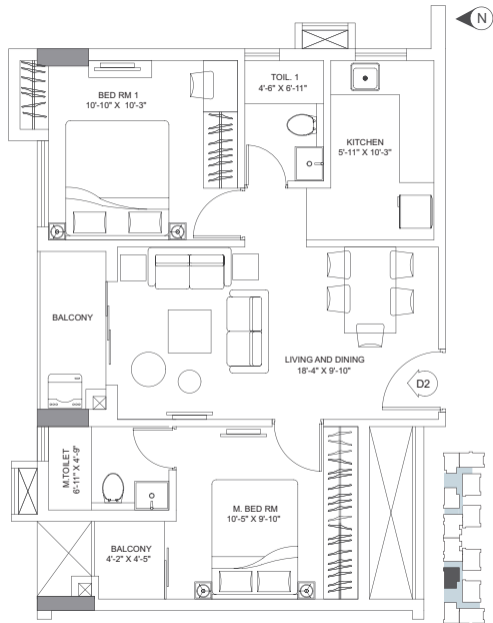 N
BED RM 1
10'-10" X 10'-3"
TOIL. 1
4'-6" X 6'-11"
KITCHEN
5'-11" X 10'-3"
BALCONY
LIVING AND DINING
18'-4" X 9'-10"
D2
M.TOILET
6'-11" X 4'-9"
M. BED RM
10'-5" X 9'-10"
BALCONY
4'-2" X 4'-5"